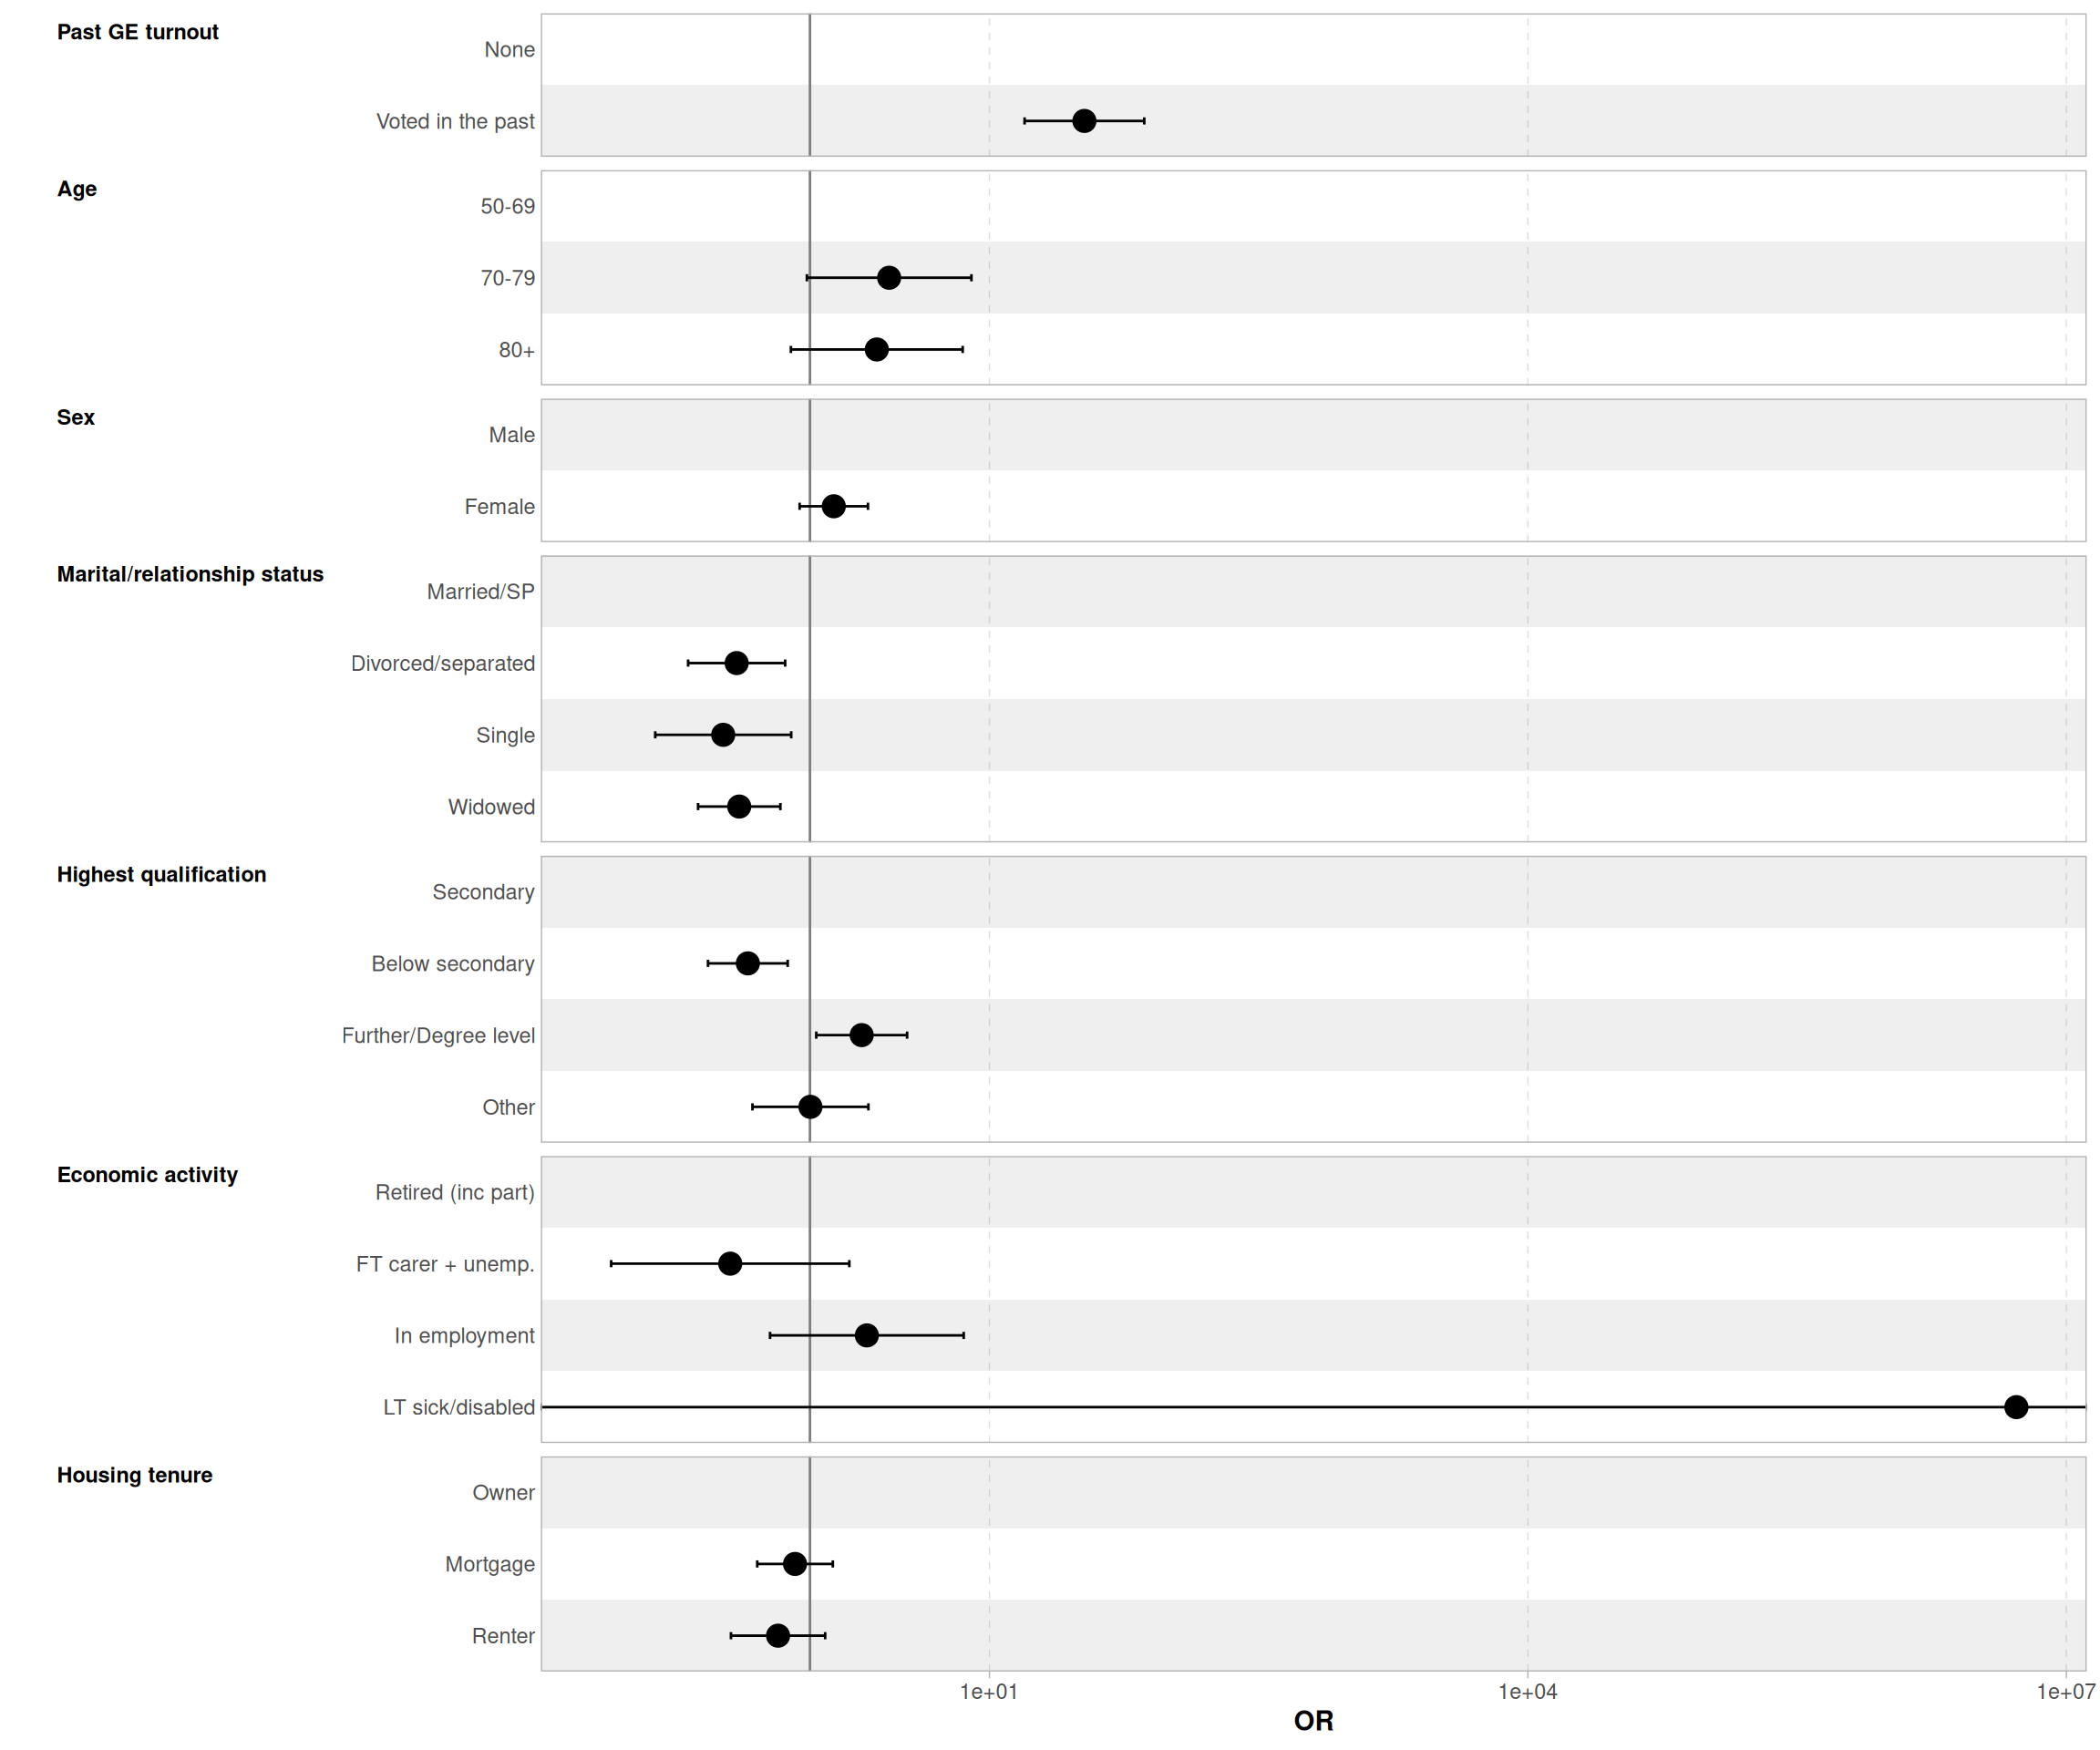 Past GE turnout
None
Voted in the past
Age
50-69
70-79
80+
Sex
Male
Female
Marital/relationship status
Married/SP
Divorced/separated
Single
Widowed
Highest qualification
Secondary
Below secondary
Further/Degree level
Other
Economic activity
Retired (inc part)
FT carer + unemp.
In employment
LT sick/disabled
Housing tenure
Owner
Mortgage
Renter
1e+01 1e+04 1e+07
OR